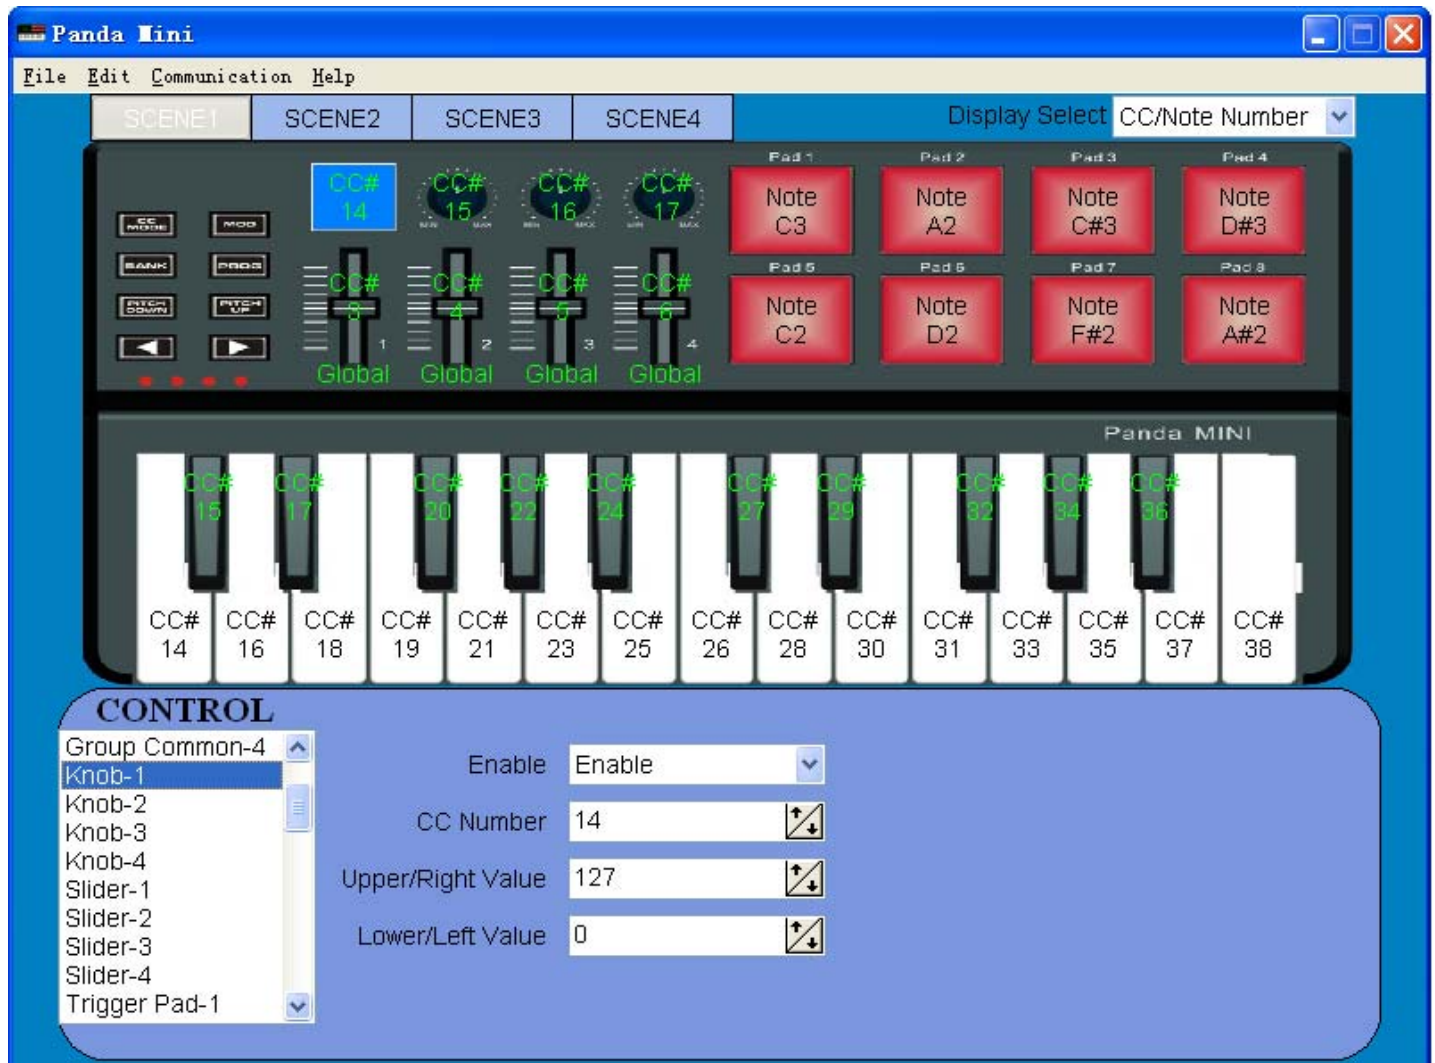 Panda Mini
File Edit Communication Help
SCENE1 SCENE2 SCENE3 SCENE4 Display Select CC/Note Number
Pad 1 Pad 2 Pad 3 Pad 4
CC# CC# CC# CC# Note Note Note Note
14 15 16 17 C3 A2 C#3 D#3
MIN MAX MIN MAX MIN MAX
CC MODE MOD
BANK PROG
Pad 5 Pad 6 Pad 7 Pad 8
CC# CC# CC# CC# Note Note Note Note
PITCH DOWN PITCH UP
3 4 5 6 C2 D2 F#2 A#2
1 2 3 4
Global Global Global Global
Panda MINI
CC# CC# CC# CC# CC# CC# CC# CC# CC# CC#
15 17 20 22 24 27 29 32 34 36
CC# CC# CC# CC# CC# CC# CC# CC# CC# CC# CC# CC# CC# CC# CC#
14 16 18 19 21 23 25 26 28 30 31 33 35 37 38
CONTROL
Group Common-4
Knob-1
Knob-2
Knob-3
Knob-4
Slider-1
Slider-2
Slider-3
Slider-4
Trigger Pad-1
Enable Enable
CC Number 14
Upper/Right Value 127
Lower/Left Value 0